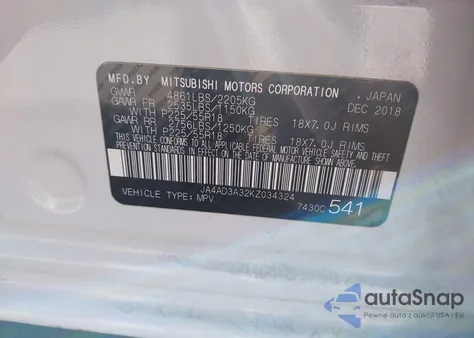 MFD. BY MITSUBISHI MOTORS CORPORATION , JAPAN
GVWR 4861LBS/2205KG DEC 2018
GAWR FR 2535LBS/1150KG
WITH P225/55R18 TIRES 18X7.0J RIMS
GAWR RR 2756LBS/1250KG
WITH P225/55R18 TIRES 18X7.0J RIMS
THIS VEHICLE CONFORMS TO ALL APPLICABLE FEDERAL MOTOR VEHICLE SAFETY,
BUMPER, AND THEFT PREVENTION STANDARDS IN EFFECT ON THE DATE OF
MANUFACTURE SHOWN ABOVE.
JA4AD3A32KZ034324
VEHICLE TYPE: MPV 7430C 541
autoSnap
Pewne auta z aukcji USA i EU